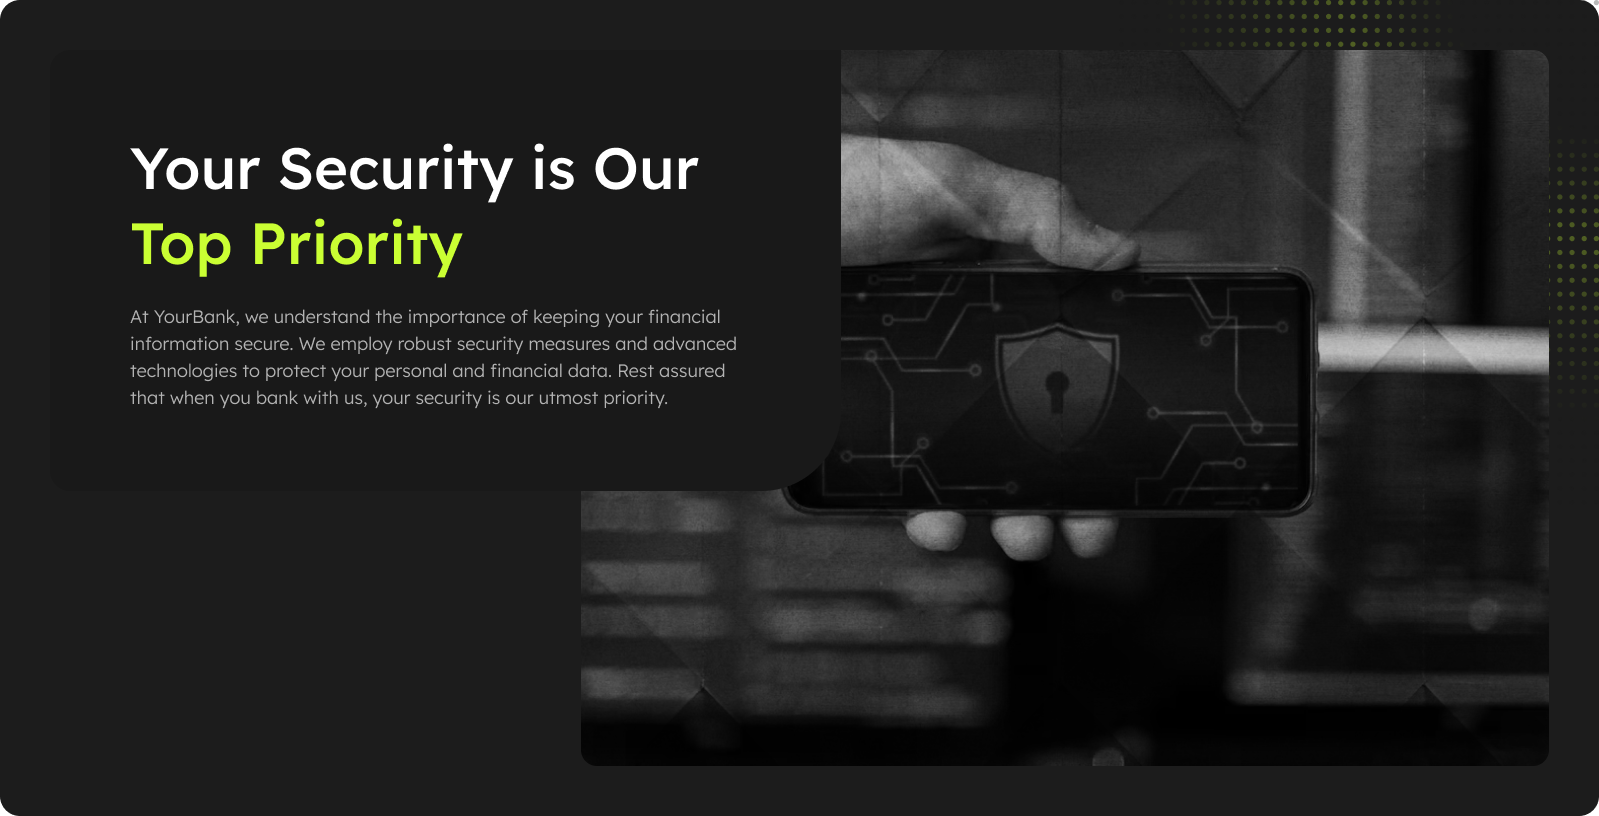 Your Security is Our
Top Priority
At YourBank, we understand the importance of keeping your financial
information secure. We employ robust security measures and advanced
technologies to protect your personal and financial data. Rest assured
that when you bank with us, your security is our utmost priority.